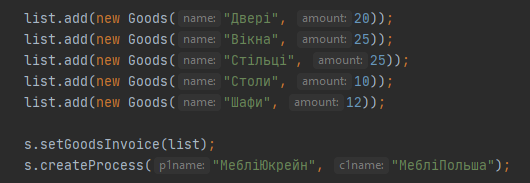 list.add(new Goods( name: "Двері", amount: 20));
list.add(new Goods( name: "Вікна", amount: 25));
list.add(new Goods( name: "Стільці", amount: 25));
list.add(new Goods( name: "Столи", amount: 10));
list.add(new Goods( name: "Шафи", amount: 12));
s.setGoodsInvoice(list);
s.createProcess( p1name: "МебліЮкрейн", c1name: "МебліПольша");